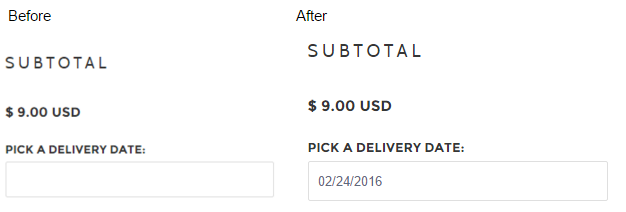 Before
SUBTOTAL
$ 9.00 USD
PICK A DELIVERY DATE:
After
SUBTOTAL
$ 9.00 USD
PICK A DELIVERY DATE:
02/24/2016